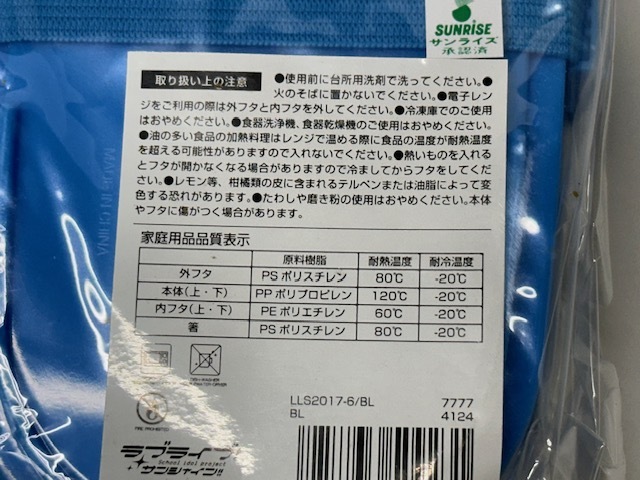 SUNRISE
サンライズ
承認済
取り扱い上の注意 ●使用前に台所用洗剤で洗ってください。●
火のそばに置かないでください。●電子レン
ジをご利用の際は外フタと内フタを外してください。●冷凍庫でのご使用
はおやめください。●食器洗浄機、食器乾燥機のご使用はおやめください。
●油の多い食品の加熱料理はレンジで温める際に食品の温度が耐熱温度
を超える可能性がありますので入れないでください。●熱いものを入れる
とフタが開かなくなる場合がありますので冷ましてからフタをしてくださ
い。●レモン等、柑橘類の皮に含まれるテルペンまたは油脂によって変
色する恐れがあります。●たわしや磨き粉の使用はおやめください。本体
やフタに傷がつく場合があります。
MADE IN CHINA
家庭用品品質表示
原料樹脂 耐熱温度 耐冷温度
外フタ PSポリスチレン 80℃ -20℃
本体(上・下) PPポリプロピレン 120℃ -20℃
内フタ(上・下) PEポリエチレン 60℃ -20℃
箸 PSポリスチレン 80℃ -20℃
FIRE PROHIBITED
LLS2017-6/BL 7777
BL 4124
ラブライブ!
School idol project
サンシャイン!!